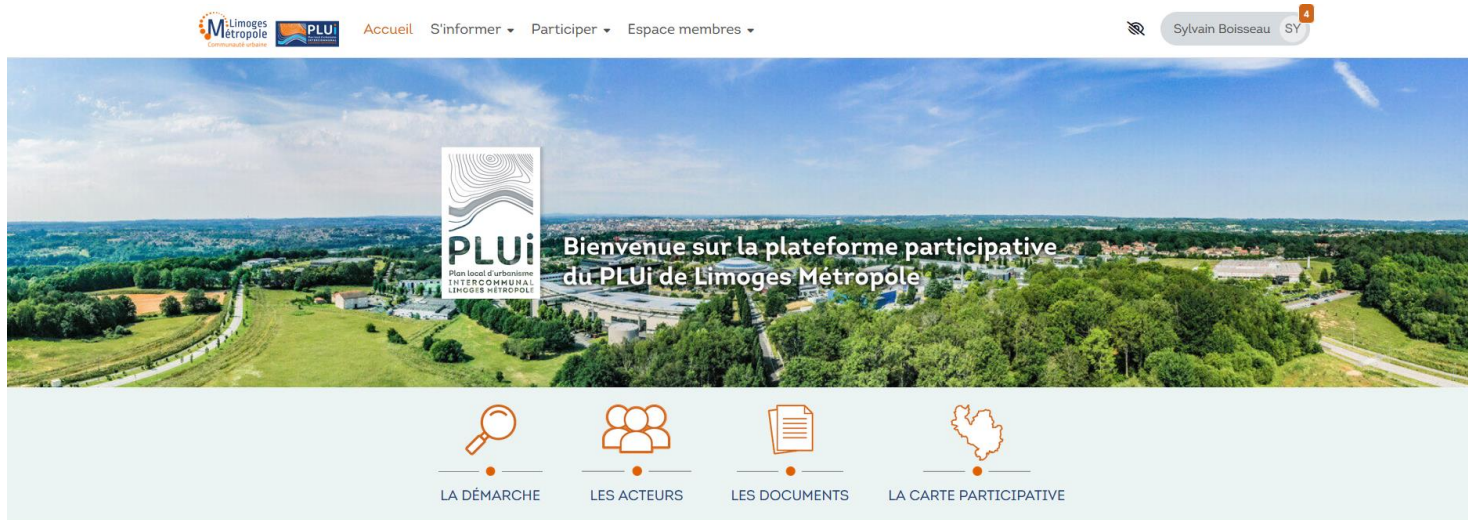 Limoges
Métropole
Communauté urbaine
PLUi
Accueil
S'informer
Participer
Espace membres
Sylvain Boisseau
SY
4
PLUi
Plan local d'urbanisme
INTERCOMMUNAL
LIMOGES MÉTROPOLE
Bienvenue sur la plateforme participative
du PLUi de Limoges Métropole
LA DÉMARCHE
LES ACTEURS
LES DOCUMENTS
LA CARTE PARTICIPATIVE